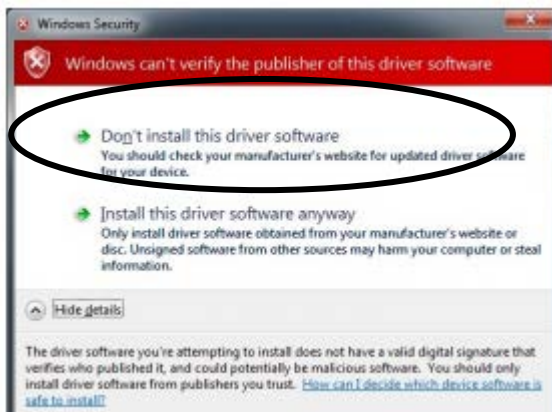 Windows Security
Windows can't verify the publisher of this driver software
Don't install this driver software
You should check your manufacturer's website for updated driver software
for your device.
Install this driver software anyway
Only install driver software obtained from your manufacturer's website or
disc. Unsigned software from other sources may harm your computer or steal
information.
Hide details
The driver software you're attempting to install does not have a valid digital signature that
verifies who published it, and could potentially be malicious software. You should only
install driver software from publishers you trust. How can I decide which device software is
safe to install?